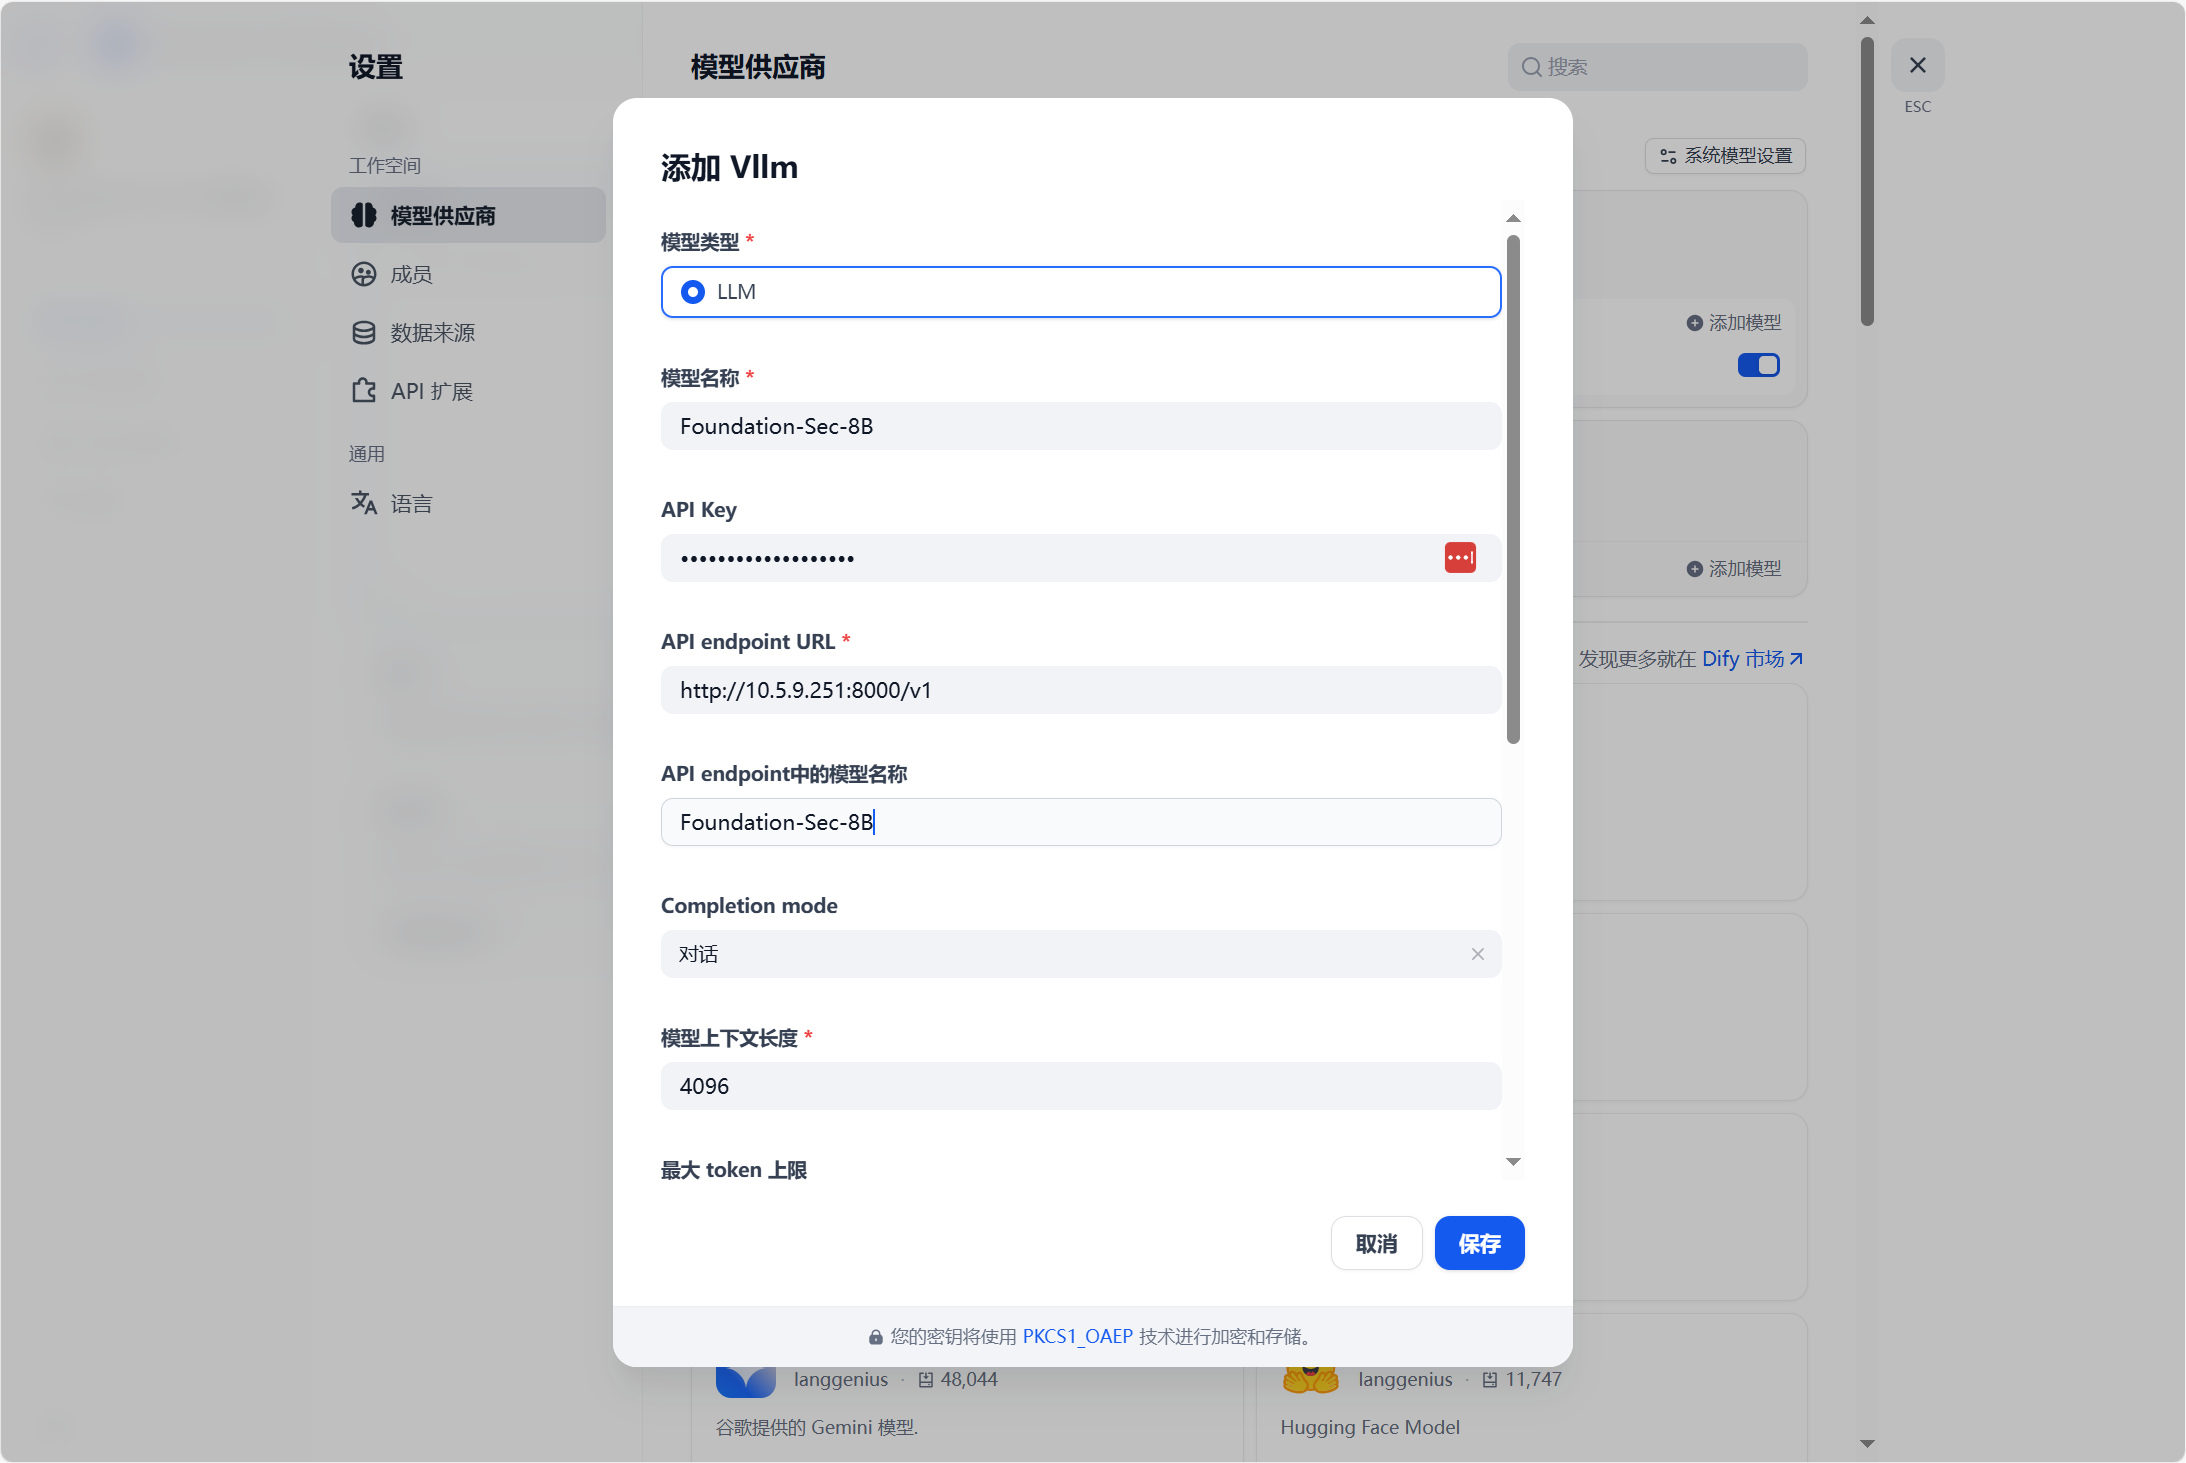 设置
模型供应商
搜索
ESC
工作空间
系统模型设置
模型供应商
成员
数据来源
API 扩展
通用
语言
添加 Vllm
模型类型 *
LLM
模型名称 *
Foundation-Sec-8B
API Key
•••••••••••••••••••
API endpoint URL *
http://10.5.9.251:8000/v1
API endpoint中的模型名称
Foundation-Sec-8B
Completion mode
对话
模型上下文长度 *
4096
最大 token 上限
取消
保存
您的密钥将使用 PKCS1_OAEP 技术进行加密和存储。
添加模型
添加模型
发现更多就在 Dify 市场
langgenius · 48,044
谷歌提供的 Gemini 模型.
langgenius · 11,747
Hugging Face Model